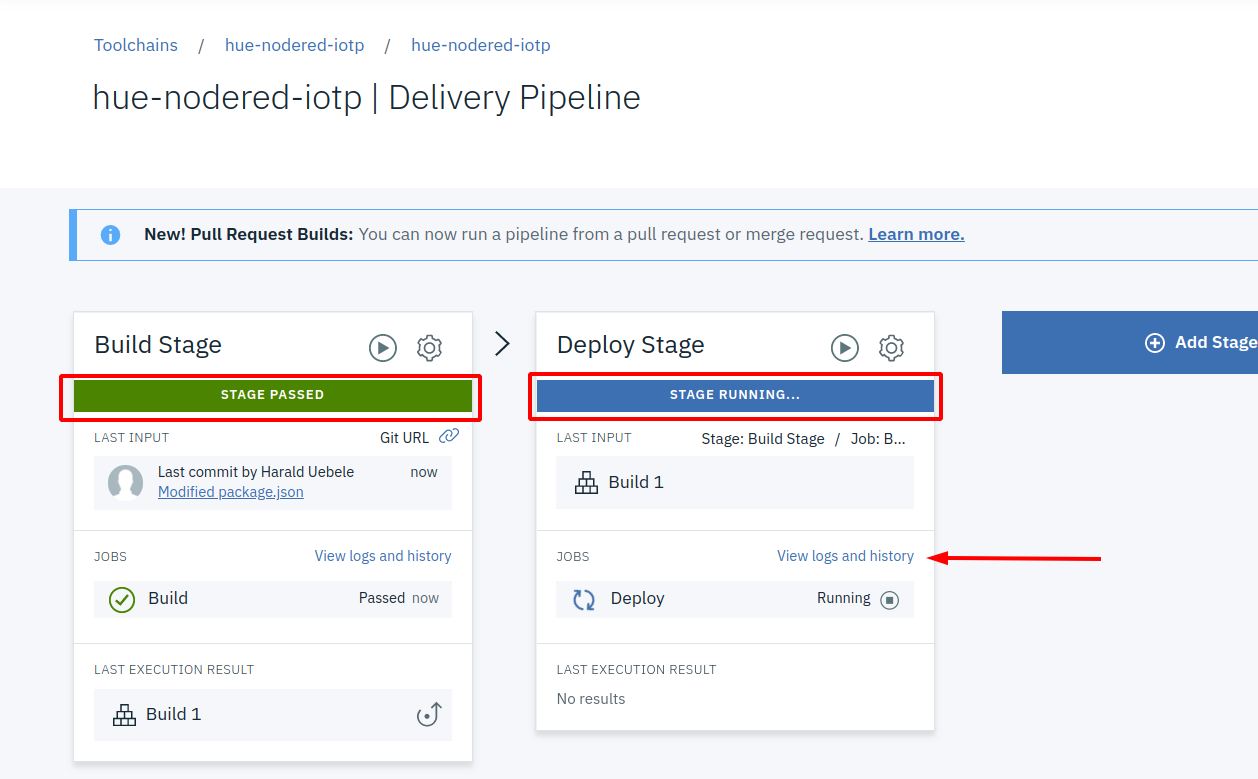 Toolchains / hue-nodered-iotp / hue-nodered-iotp
hue-nodered-iotp | Delivery Pipeline
New! Pull Request Builds: You can now run a pipeline from a pull request or merge request. Learn more.
Build Stage
STAGE PASSED
LAST INPUT Git URL
Last commit by Harald Uebele now
Modified package.json
JOBS View logs and history
Build Passed now
LAST EXECUTION RESULT
Build 1
Deploy Stage
STAGE RUNNING...
LAST INPUT Stage: Build Stage / Job: B...
Build 1
JOBS View logs and history
Deploy Running
LAST EXECUTION RESULT
No results
Add Stage